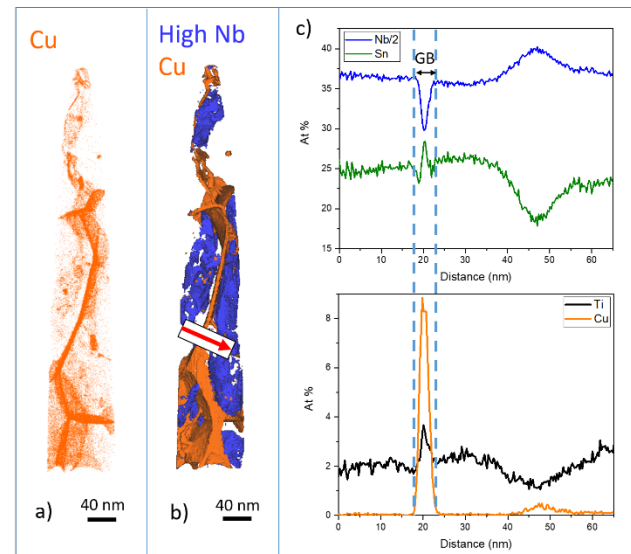 Cu
a)
40 nm
High Nb
Cu
b)
40 nm
c)
Nb/2
Sn
GB
At %
40
35
30
25
20
15
0 10 20 30 40 50 60
Distance (nm)
Ti
Cu
At %
8
6
4
2
0
0 10 20 30 40 50 60
Distance (nm)